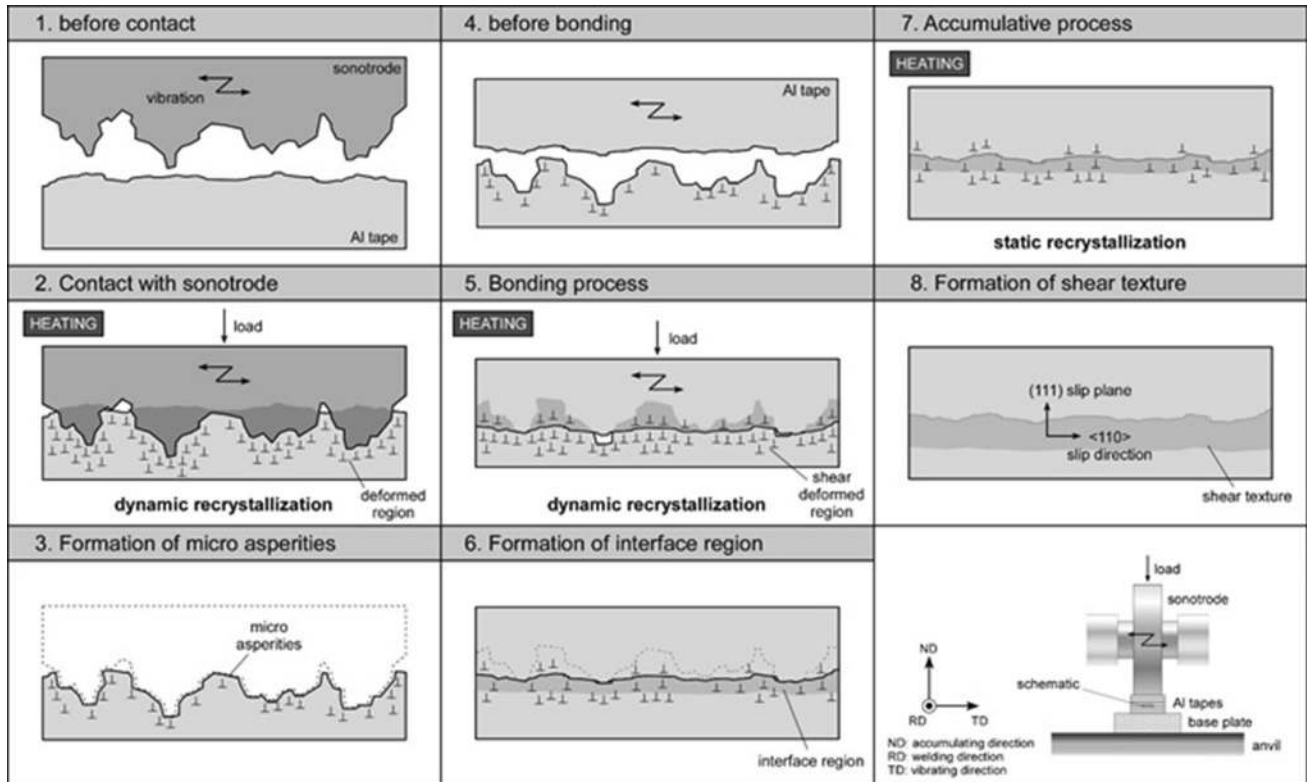 1. before contact
sonotrode
vibration
Al tape
2. Contact with sonotrode
HEATING
load
deformed
region
dynamic recrystallization
3. Formation of micro asperities
micro
asperities
4. before bonding
Al tape
5. Bonding process
HEATING
load
shear
deformed
region
dynamic recrystallization
6. Formation of interface region
interface region
7. Accumulative process
HEATING
static recrystallization
8. Formation of shear texture
(111) slip plane
<110>
slip direction
shear texture
load
sonotrode
ND
schematic
Al tapes
RD
TD
base plate
ND: accumulating direction
anvil
RD: welding direction
TD: vibrating direction